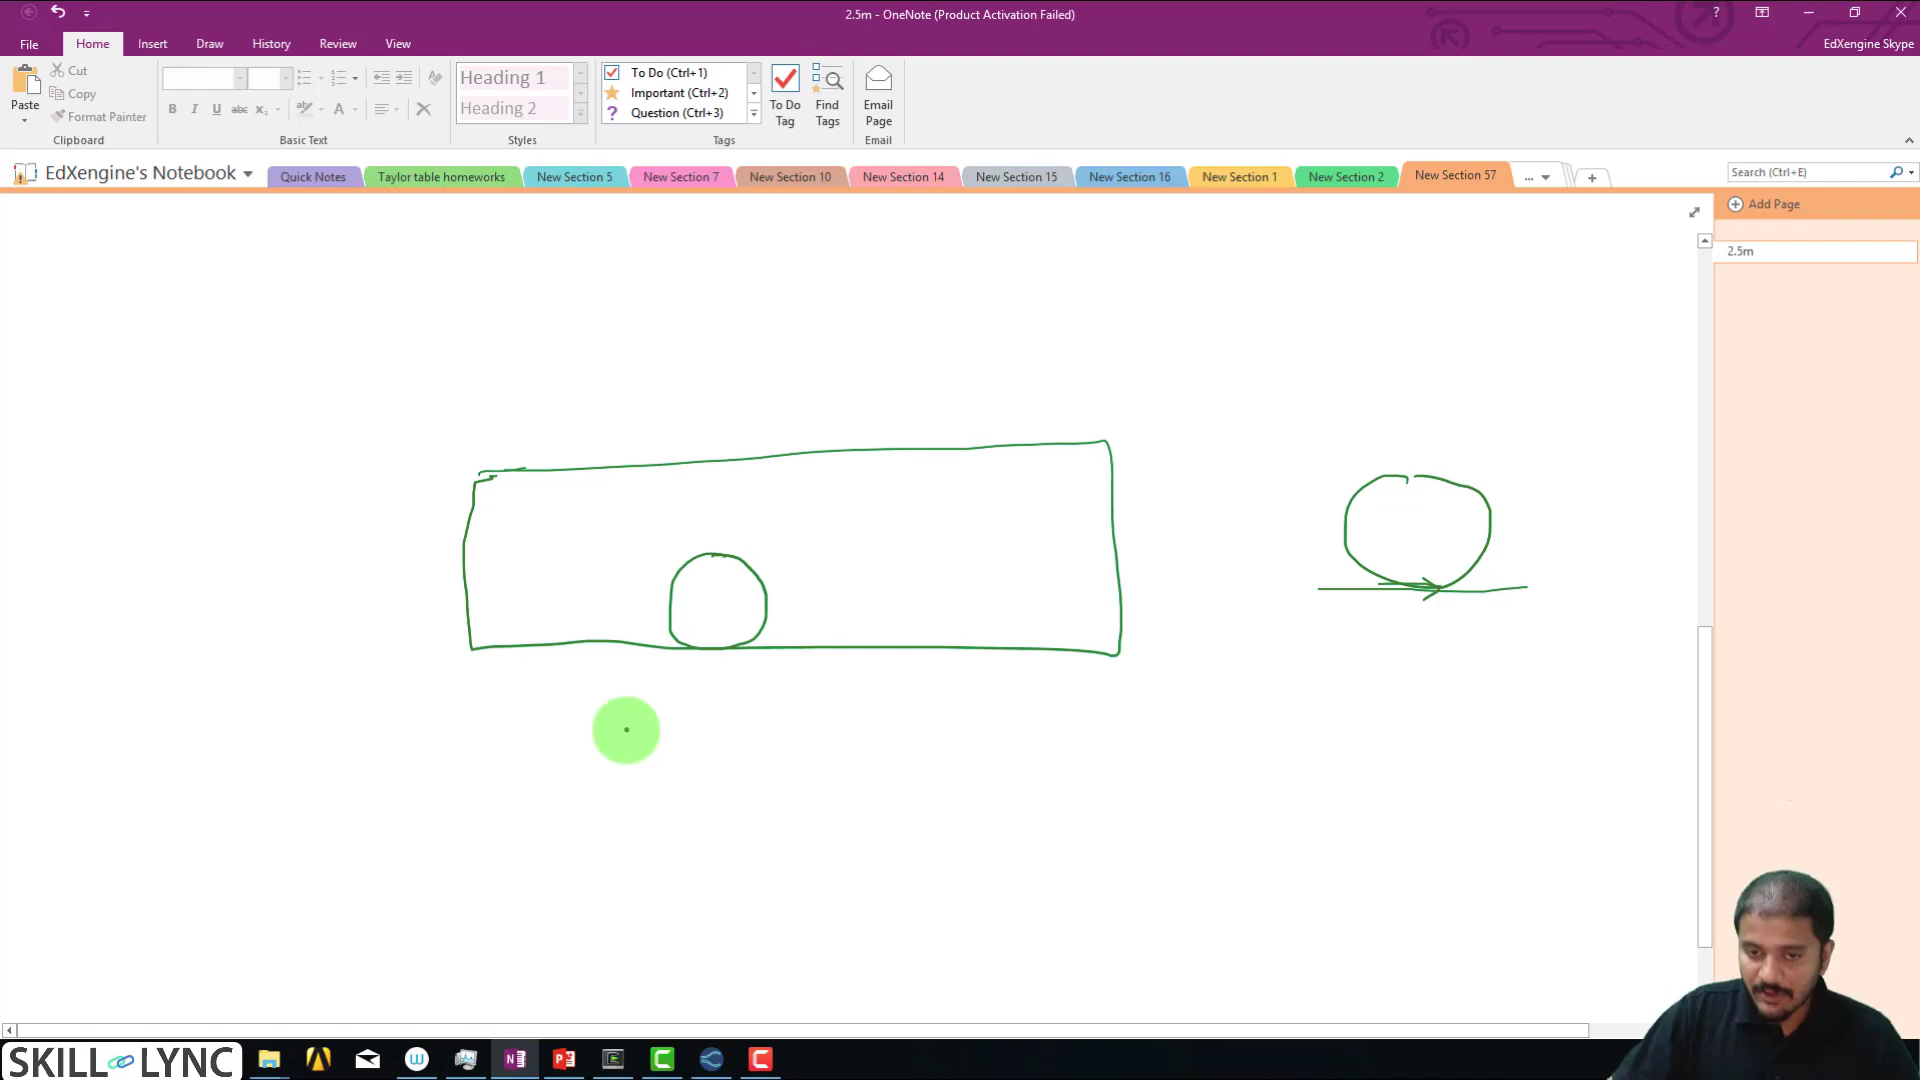 2.5m - OneNote (Product Activation Failed)
?
File
Home
Insert
Draw
History
Review
View
EdXengine Skype
Paste
Cut
Copy
Format Painter
Clipboard
B I U abc x₂ A
Basic Text
Heading 1
Heading 2
Styles
To Do (Ctrl+1)
Important (Ctrl+2)
? Question (Ctrl+3)
Tags
To Do
Tag
Find
Tags
Email
Page
Email
EdXengine's Notebook
Quick Notes
Taylor table homeworks
New Section 5
New Section 7
New Section 10
New Section 14
New Section 15
New Section 16
New Section 1
New Section 2
New Section 57
...
Search (Ctrl+E)
Add Page
2.5m
SKILL LYNC